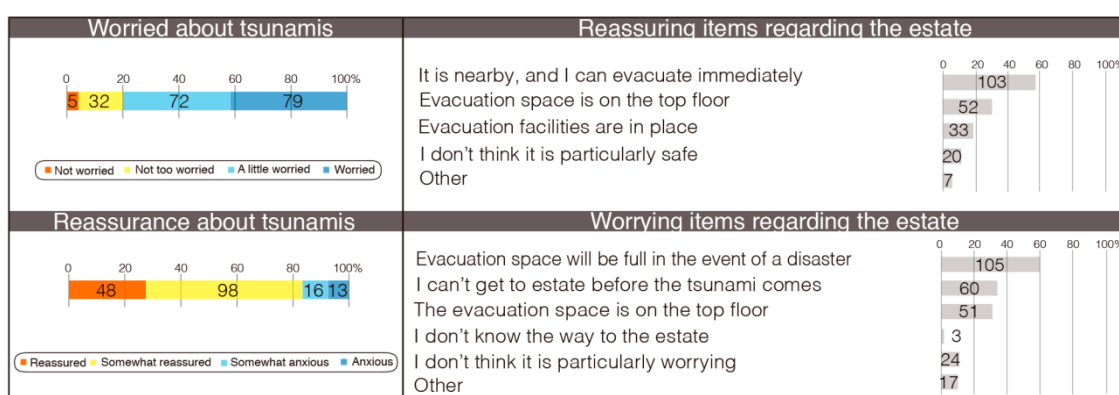 Worried about tsunamis
0 20 40 60 80 100%
5 32 72 79
Not worried Not too worried A little worried Worried
Reassuring items regarding the estate
0 20 40 60 80 100%
It is nearby, and I can evacuate immediately 103
Evacuation space is on the top floor 52
Evacuation facilities are in place 33
I don't think it is particularly safe 20
Other 7
Reassurance about tsunamis
0 20 40 60 80 100%
48 98 16 13
Reassured Somewhat reassured Somewhat anxious Anxious
Worrying items regarding the estate
0 20 40 60 80 100%
Evacuation space will be full in the event of a disaster 105
I can't get to estate before the tsunami comes 60
The evacuation space is on the top floor 51
I don't know the way to the estate 3
I don't think it is particularly worrying 24
Other 17